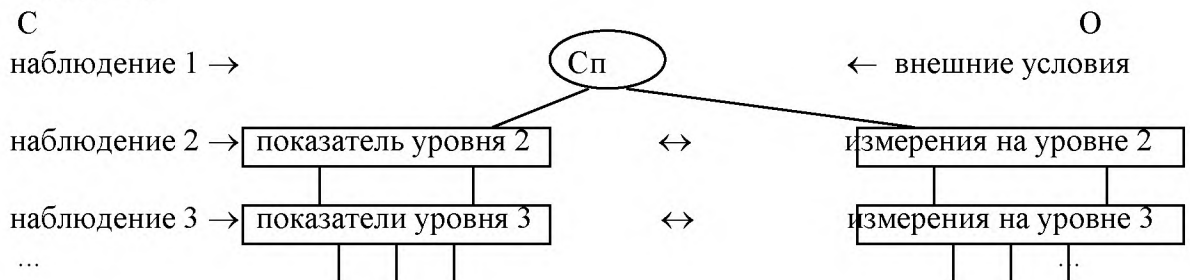 С О
наблюдение 1 → Сп ← внешние условия
наблюдение 2 → показатель уровня 2 ↔ измерения на уровне 2
наблюдение 3 → показатели уровня 3 ↔ измерения на уровне 3
... ...